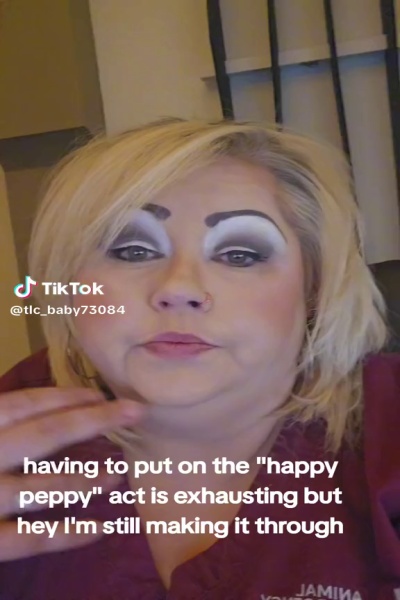 TikTok
@tlc_baby73084
having to put on the "happy
peppy" act is exhausting but
hey I'm still making it through
ANIMAL